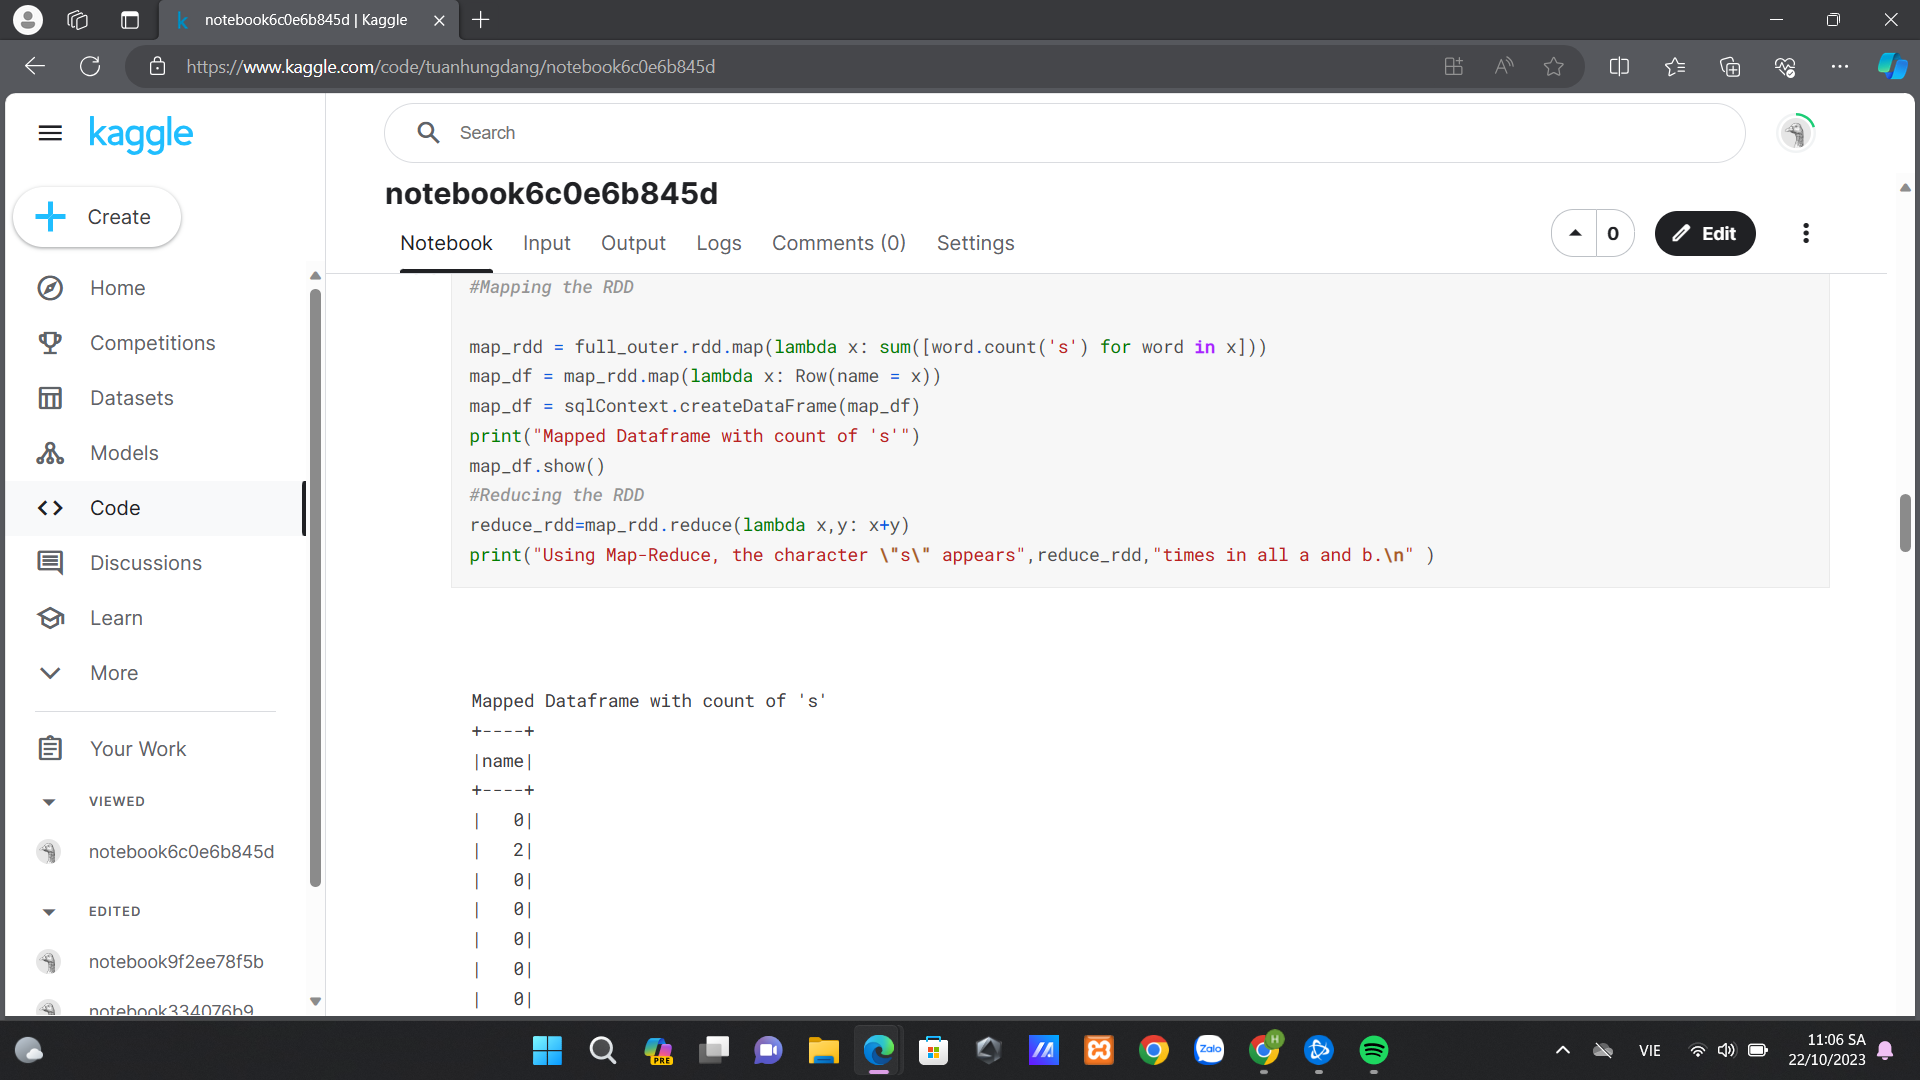 notebook6c0e6b845d | Kaggle
https://www.kaggle.com/code/tuanhungdang/notebook6c0e6b845d
kaggle
Search
Create
Home
Competitions
Datasets
Models
Code
Discussions
Learn
More
Your Work
VIEWED
notebook6c0e6b845d
EDITED
notebook9f2ee78f5b
notebook334076b9
notebook6c0e6b845d
Notebook
Input
Output
Logs
Comments (0)
Settings
0
Edit
#Mapping the RDD
map_rdd = full_outer.rdd.map(lambda x: sum([word.count('s') for word in x]))
map_df = map_rdd.map(lambda x: Row(name = x))
map_df = sqlContext.createDataFrame(map_df)
print("Mapped Dataframe with count of 's'")
map_df.show()
#Reducing the RDD
reduce_rdd=map_rdd.reduce(lambda x,y: x+y)
print("Using Map-Reduce, the character \"s\" appears",reduce_rdd,"times in all a and b.\n" )
Mapped Dataframe with count of 's'
+----+
|name|
+----+
|   0|
|   2|
|   0|
|   0|
|   0|
|   0|
|   0|
PRE
Zalo
H
VIE
11:06 SA
22/10/2023